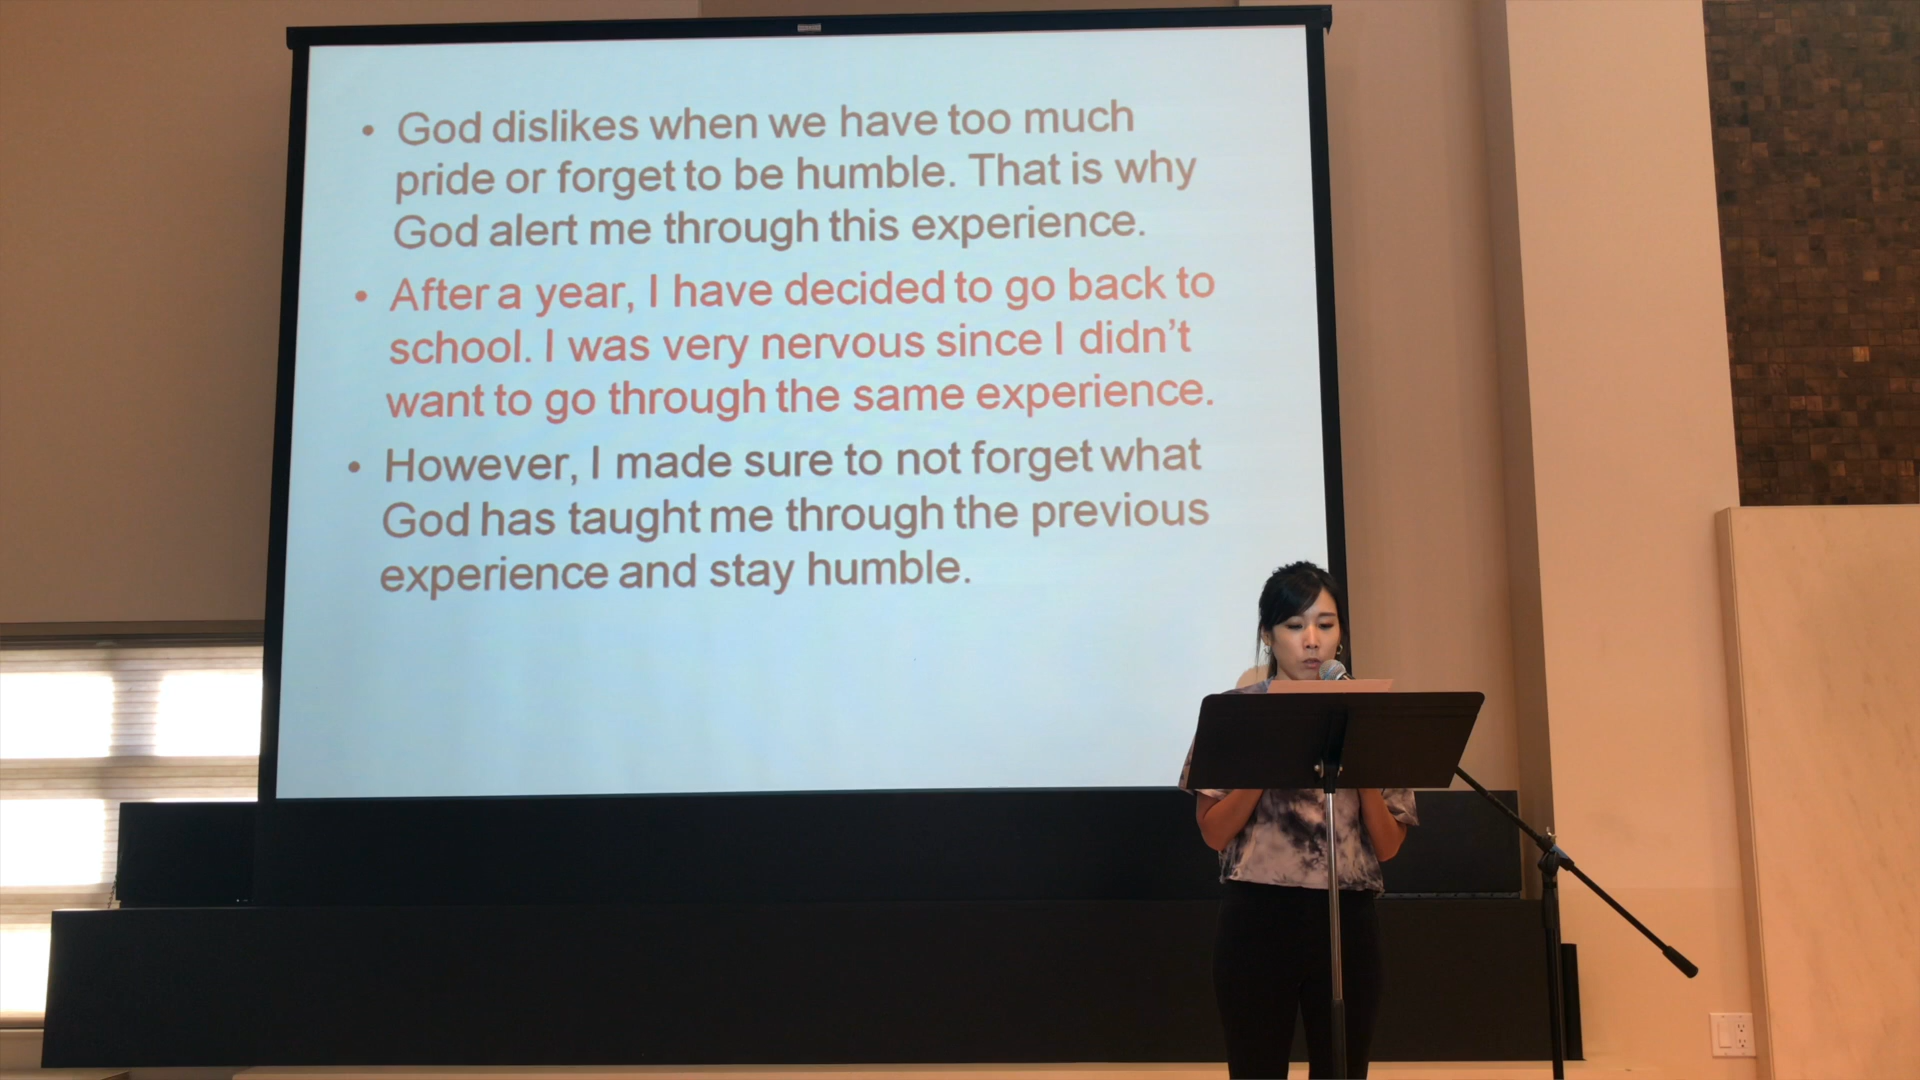 • God dislikes when we have too much
pride or forget to be humble. That is why
God alert me through this experience.
• After a year, I have decided to go back to
school. I was very nervous since I didn't
want to go through the same experience.
• However, I made sure to not forget what
God has taught me through the previous
experience and stay humble.